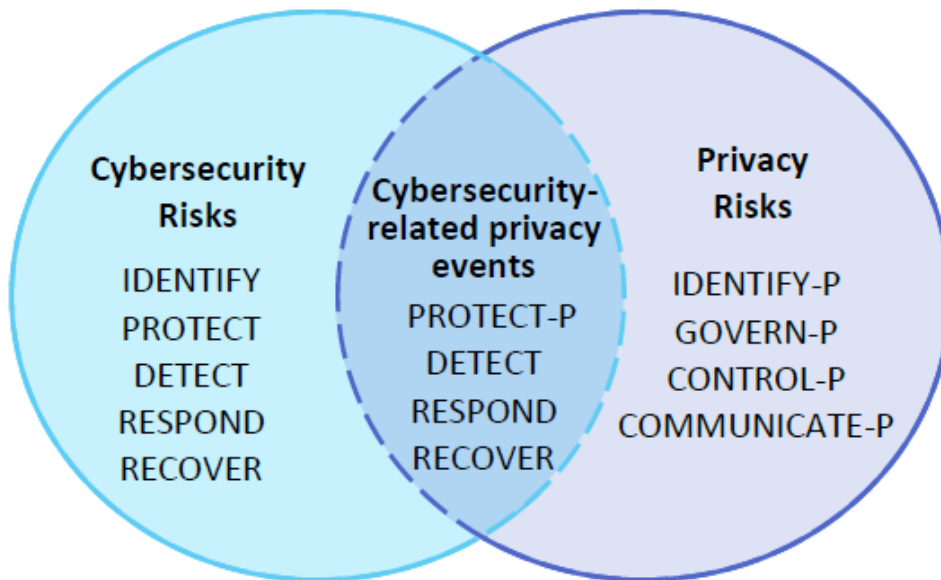 Cybersecurity
Risks
IDENTIFY
PROTECT
DETECT
RESPOND
RECOVER
Cybersecurity-
related privacy
events
PROTECT-P
DETECT
RESPOND
RECOVER
Privacy
Risks
IDENTIFY-P
GOVERN-P
CONTROL-P
COMMUNICATE-P